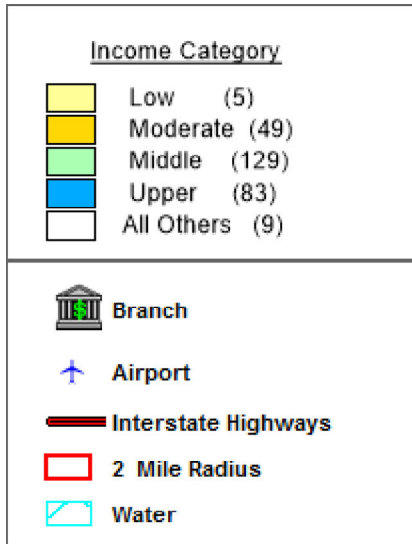 Income Category
Low (5)
Moderate (49)
Middle (129)
Upper (83)
All Others (9)
Branch
Airport
Interstate Highways
2 Mile Radius
Water